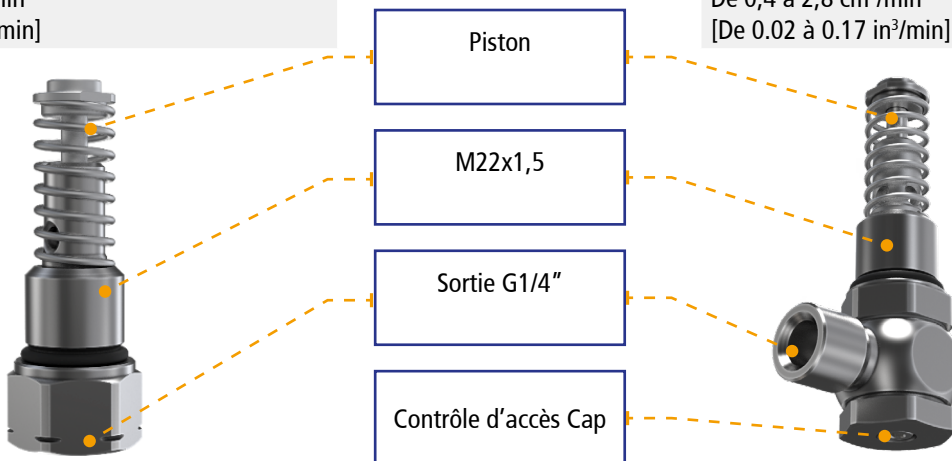 /min]
De 0,4 à 2,8 cm³/min
[De 0.02 à 0.17 in³/min]
Piston
M22x1,5
Sortie G1/4"
Contrôle d'accès Cap